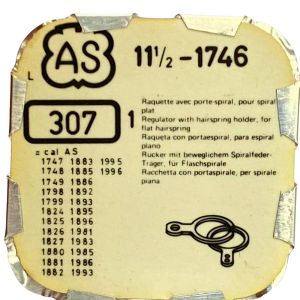 AS
11½-1746
L
307
1
Raquette avec porte-spiral, pour spiral
plat
Regulator with hairspring holder, for
flat hairspring
Raqueta con portaespiral, para espiral
plano
Rucker mit beweglichem Spiralfeder-
Träger, für Flaschspirale
Racchetta con portaspirale, per spirale
piana
= cal AS
1747 1883 1995
1748 1885 1996
1749 1886
1798 1892
1799 1893
1824 1894
1825 1895
1826 1981
1827 1983
1880 1985
1881 1986
1882 1993